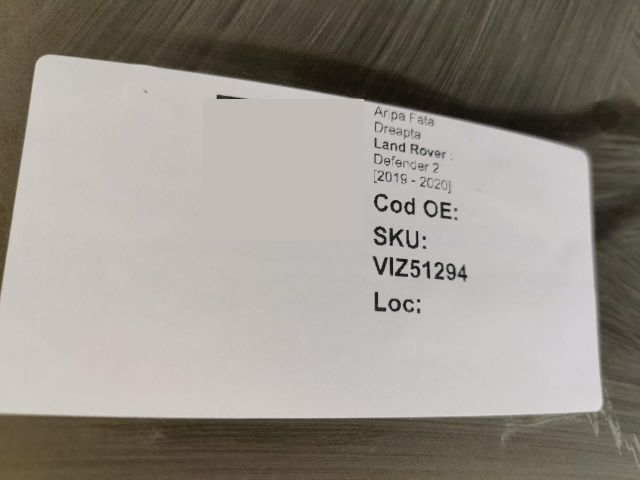 Aripa Fata
Dreapta
Land Rover :
Defender 2
[2019 - 2020]
Cod OE:
SKU:
VIZ51294
Loc: